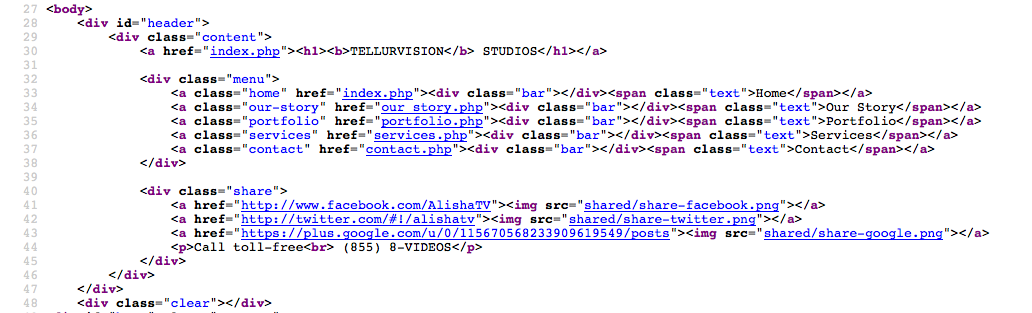 27 <body>
28 <div id="header">
29 <div class="content">
30 <a href="index.php"><h1><b>TELLURVISION</b> STUDIOS</h1></a>
31
32 <div class="menu">
33 <a class="home" href="index.php"><div class="bar"></div><span class="text">Home</span></a>
34 <a class="our-story" href="our_story.php"><div class="bar"></div><span class="text">Our Story</span></a>
35 <a class="portfolio" href="portfolio.php"><div class="bar"></div><span class="text">Portfolio</span></a>
36 <a class="services" href="services.php"><div class="bar"></div><span class="text">Services</span></a>
37 <a class="contact" href="contact.php"><div class="bar"></div><span class="text">Contact</span></a>
38 </div>
39
40 <div class="share">
41 <a href="http://www.facebook.com/AlishaTV"><img src="shared/share-facebook.png"></a>
42 <a href="http://twitter.com/#!/alishatv"><img src="shared/share-twitter.png"></a>
43 <a href="https://plus.google.com/u/0/115670568233909619549/posts"><img src="shared/share-google.png"></a>
44 <p>Call toll-free<br> (855) 8-VIDEOS</p>
45 </div>
46 </div>
47 </div>
48 <div class="clear"></div>